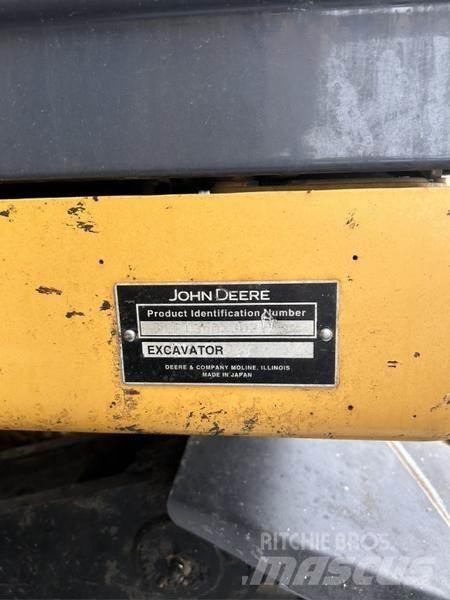 JOHN DEERE
Product Identification Number
EXCAVATOR
DEERE & COMPANY MOLINE, ILLINOIS
MADE IN JAPAN
RITCHIE BROS.
MASCUS